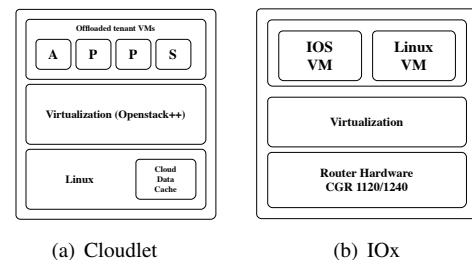 Offloaded tenant VMs
A P P S
Virtualization (Openstack++)
Linux
Cloud
Data
Cache
(a) Cloudlet
IOS
VM
Linux
VM
Virtualization
Router Hardware
CGR 1120/1240
(b) IOx